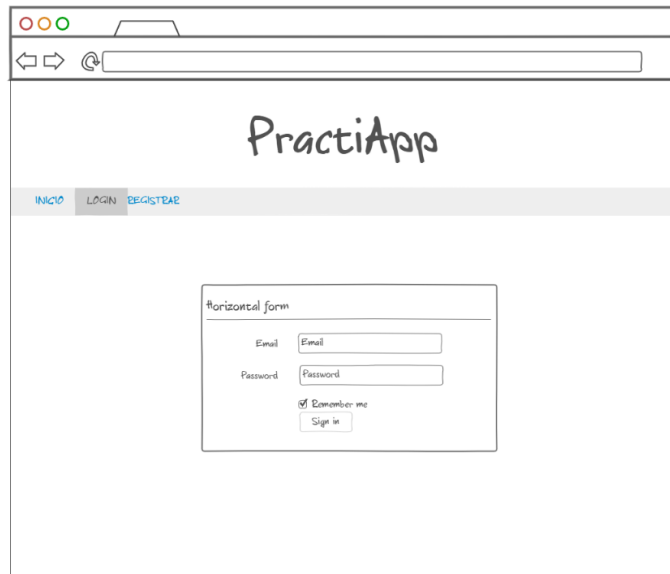 PractiApp
INICIO LOGIN REGISTRAR
Horizontal form
Email Email
Password Password
Remember me
Sign in